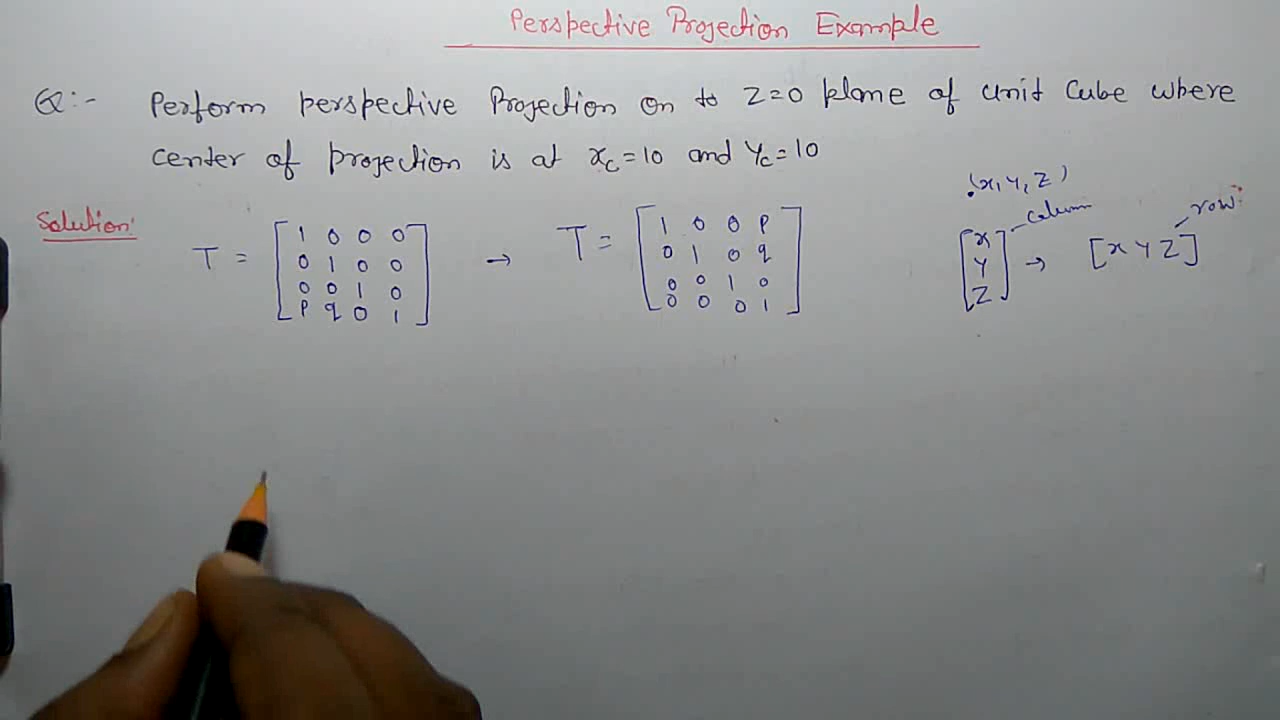 Perspective Projection Example
Q:- Perform perspective Projection on to Z=0 plane of unit Cube where
center of projection is at xc=10 and yc=10
Solution:
T = [ 1 0 0 0
0 1 0 0
0 0 1 0
p q 0 1 ]
→ T = [ 1 0 0 p
0 1 0 q
0 0 1 0
0 0 0 1 ]
.(x, y, z)
[ x
y
z ] column → [x y z] row